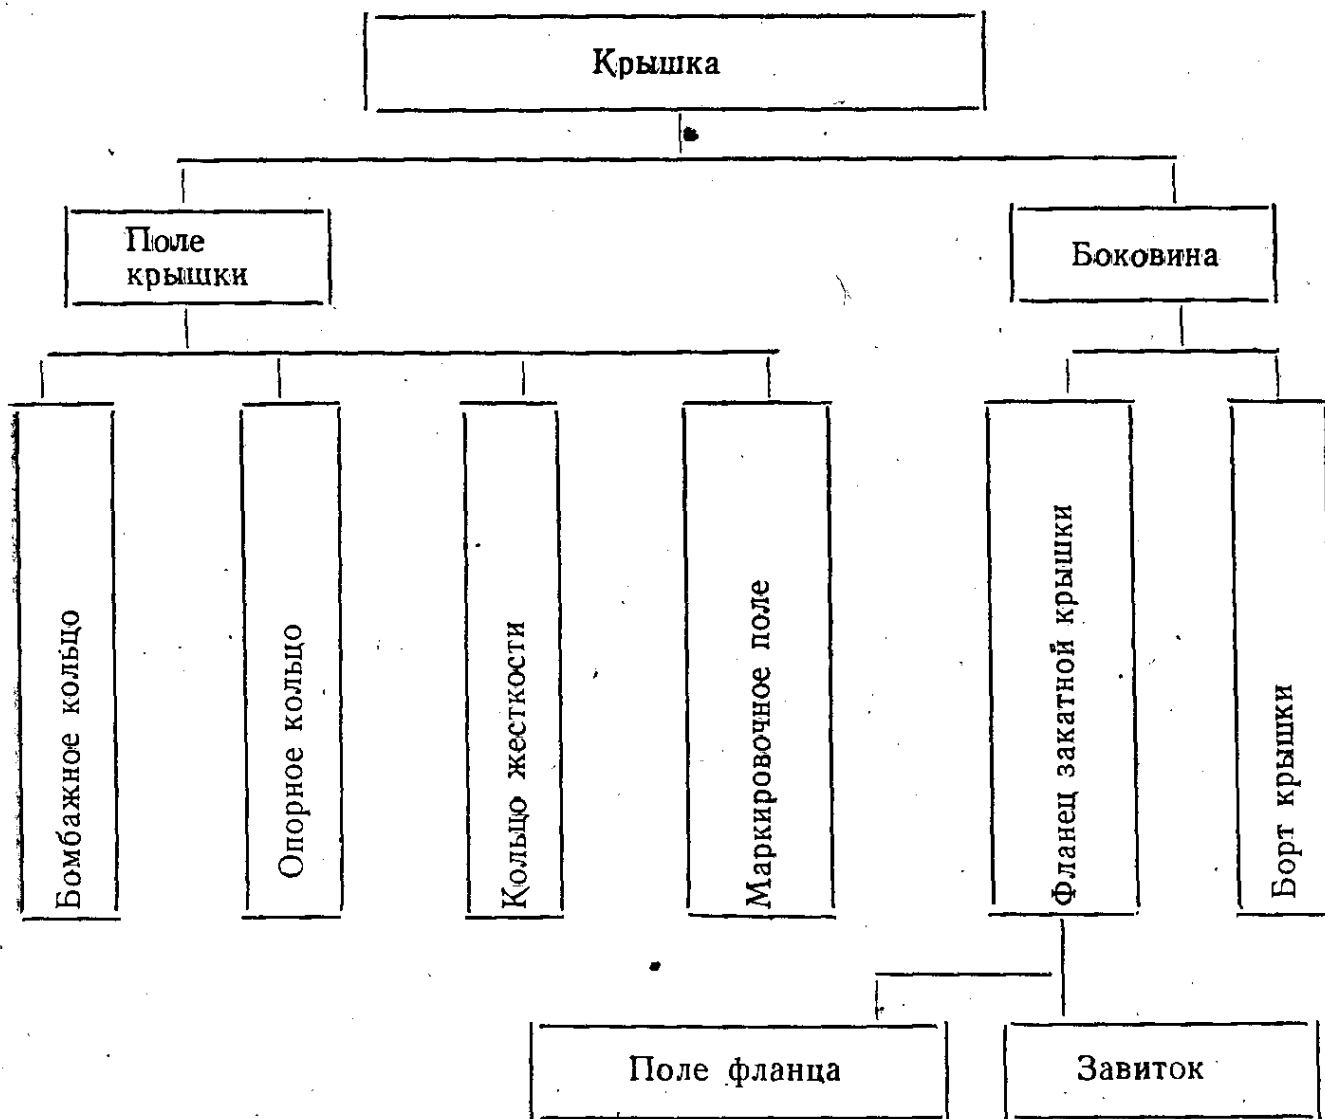 Крышка
Поле
крышки
Боковина
Бомбажное кольцо
Опорное кольцо
Кольцо жесткости
Маркировочное поле
Фланец закатной крышки
Борт крышки
Поле фланца
Завиток